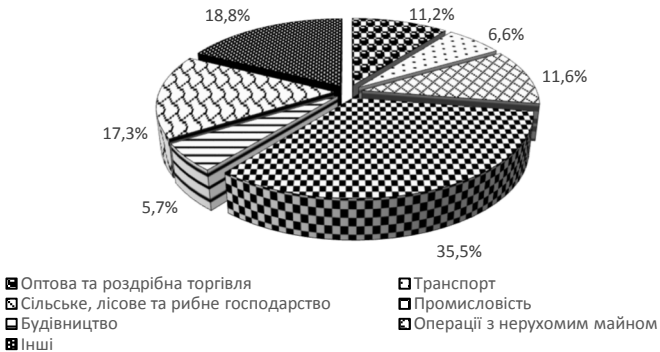 18,8%
11,2%
6,6%
11,6%
17,3%
5,7%
35,5%
Оптова та роздрібна торгівля
Транспорт
Сільське, лісове та рибне господарство
Промисловість
Будівництво
Операції з нерухомим майном
Інші